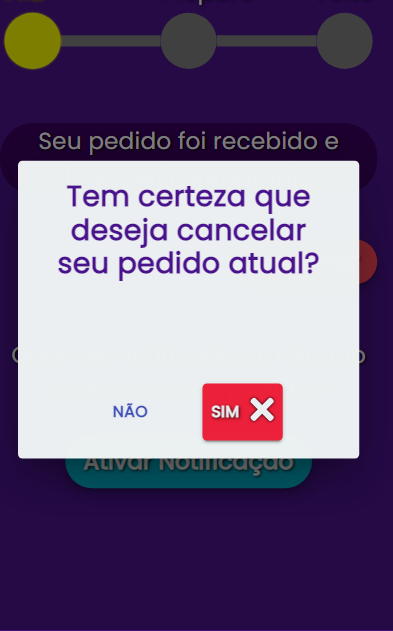 Seu pedido foi recebido e
Tem certeza que
deseja cancelar
seu pedido atual?
NÃO
SIM
Ativar Notificação